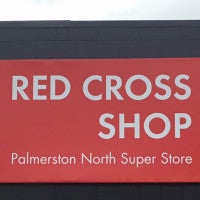 RED CROSS
SHOP
Palmerston North Super Store